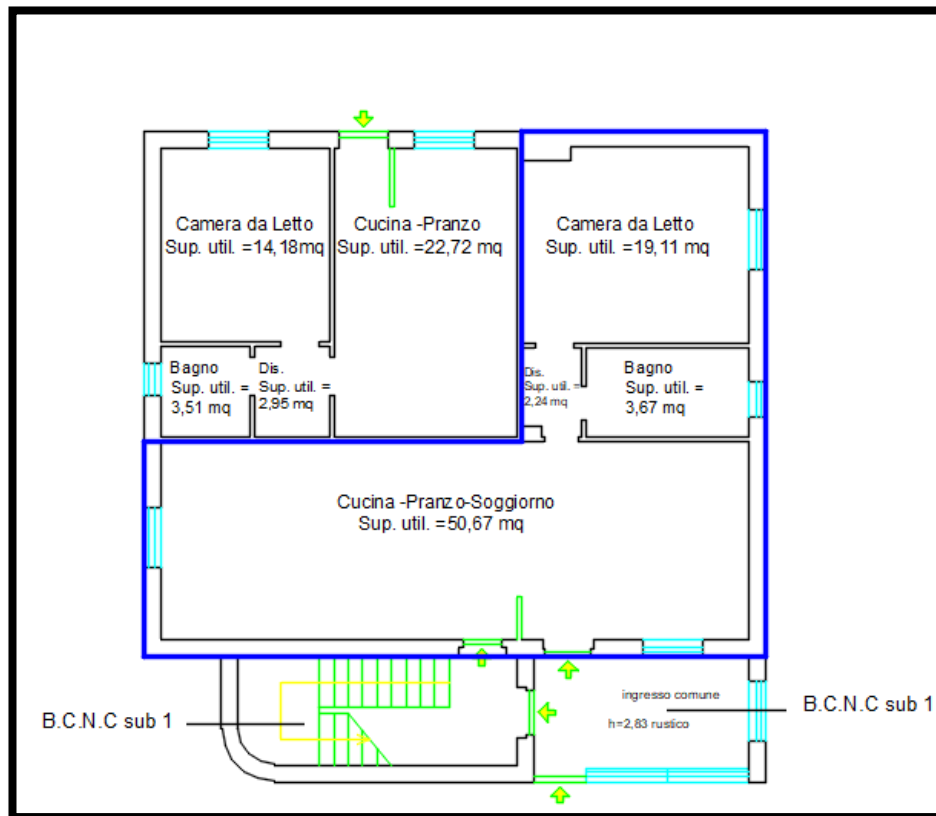 Camera da Letto
Sup. util. =14,18mq
Cucina -Pranzo
Sup. util. =22,72 mq
Camera da Letto
Sup. util. =19,11 mq
Bagno
Sup. util. =
3,51 mq
Dis.
Sup. util. =
2,95 mq
Dis.
Sup. util. =
2,24 mq
Bagno
Sup. util. =
3,67 mq
Cucina -Pranzo-Soggiorno
Sup. util. =50,67 mq
B.C.N.C sub 1
ingresso comune
h=2,83 rustico
B.C.N.C sub 1